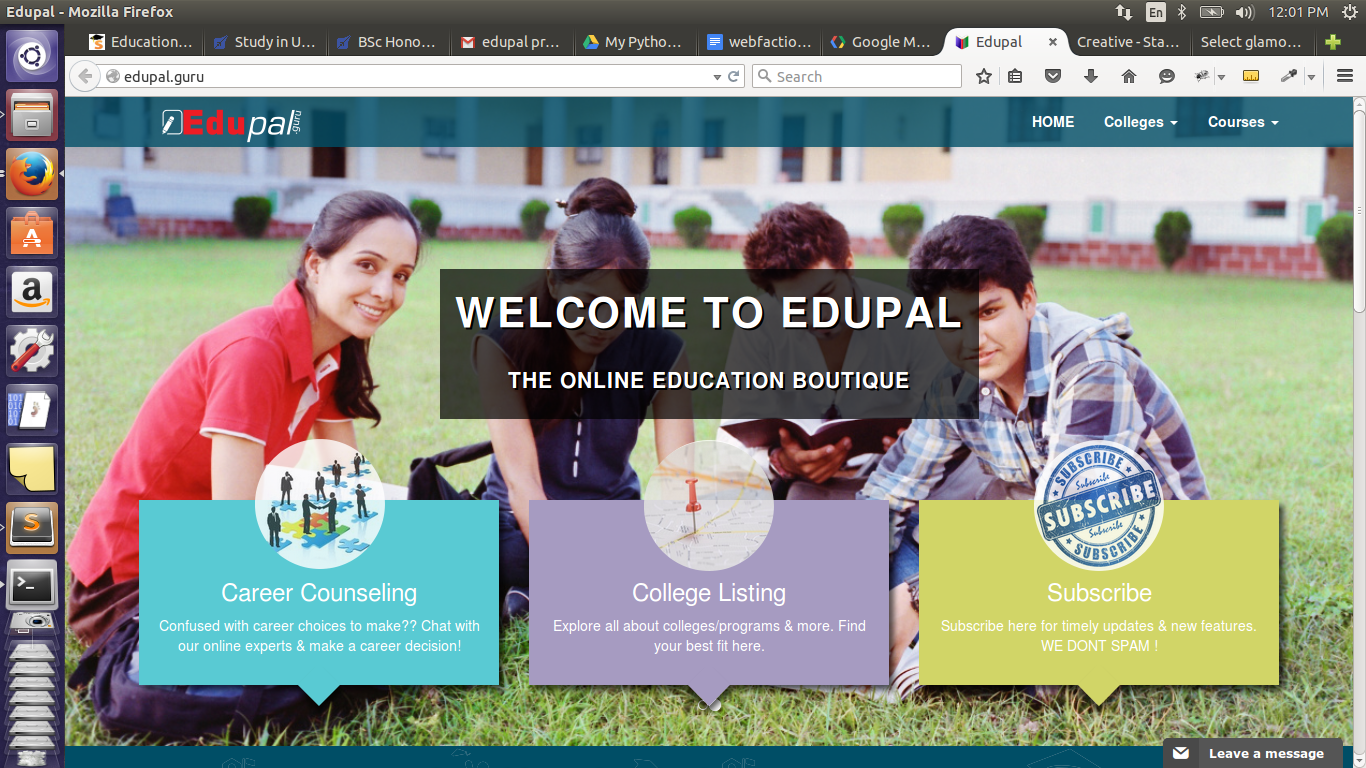 Edupal - Mozilla Firefox
En
12:01 PM
Education...
Study in U...
BSc Hono...
edupal pr...
My Pytho...
webfactio...
Google M...
Edupal
Creative - Sta...
Select glamo...
edupal.guru
Search
Edupal.guru
HOME
Colleges
Courses
WELCOME TO EDUPAL
THE ONLINE EDUCATION BOUTIQUE
SUBSCRIBE
Subscribe
SUBSCRIBE
Subscribe
SUBSCRIBE
Career Counseling
Confused with career choices to make?? Chat with
our online experts & make a career decision!
College Listing
Explore all about colleges/programs & more. Find
your best fit here.
Subscribe
Subscribe here for timely updates & new features.
WE DONT SPAM !
Leave a message